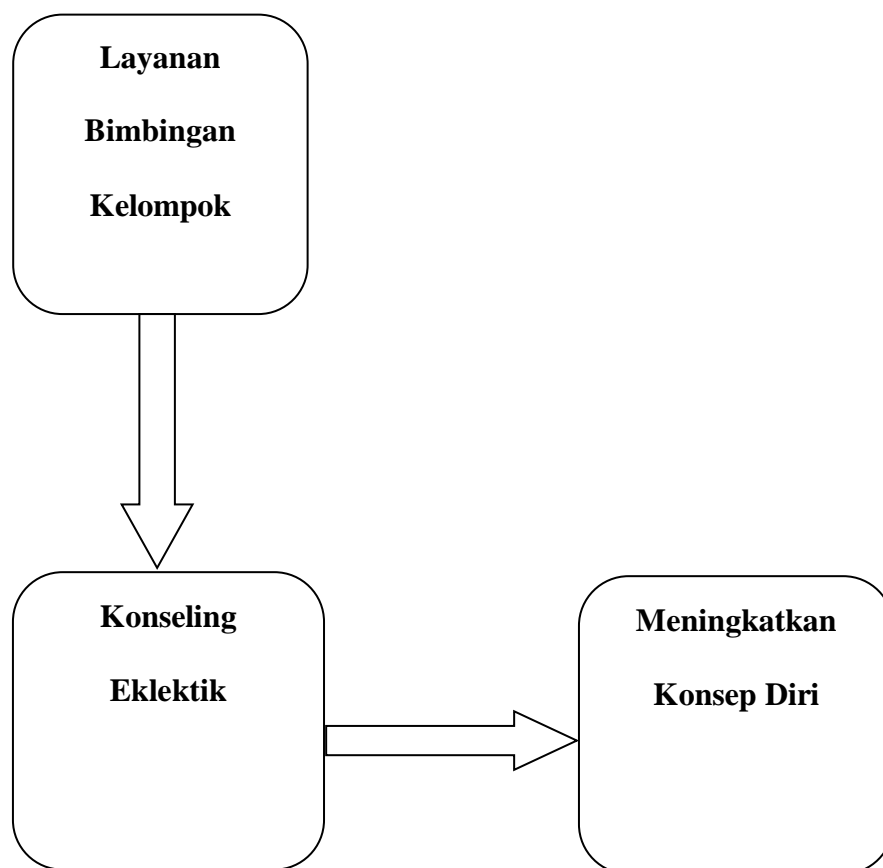 Layanan
Bimbingan
Kelompok
Konseling
Eklektik
Meningkatkan
Konsep Diri